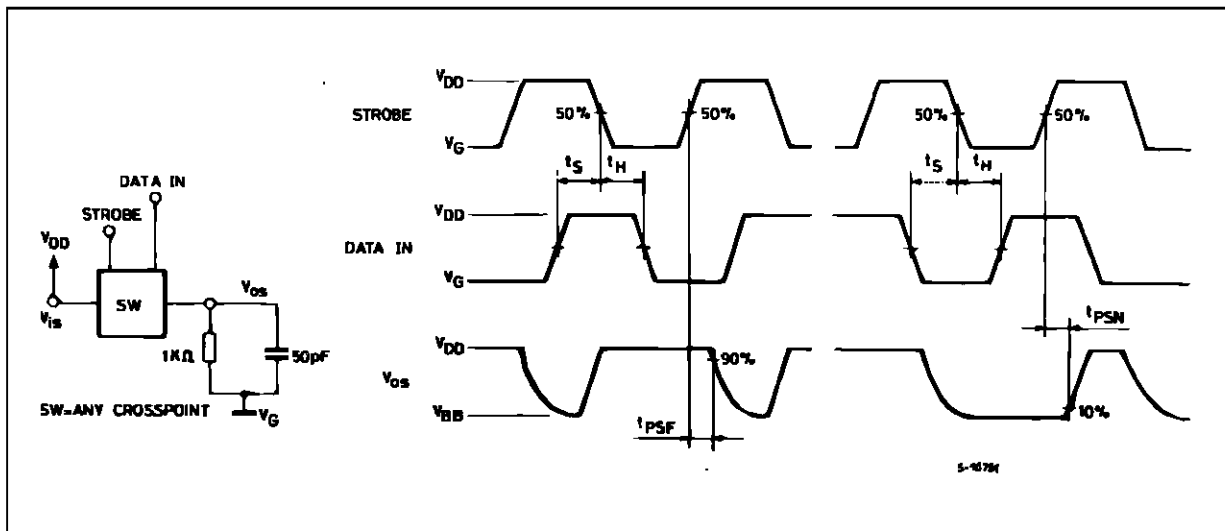 DATA IN
STROBE
VDD
Vis
SW
Vos
1KΩ
50pF
SW=ANY CROSSPOINT
VG
STROBE
VDD
VG
50%
50%
50%
50%
tS
tH
tS
tH
DATA IN
VDD
VG
Vos
VDD
VBB
90%
tPSF
tPSN
10%